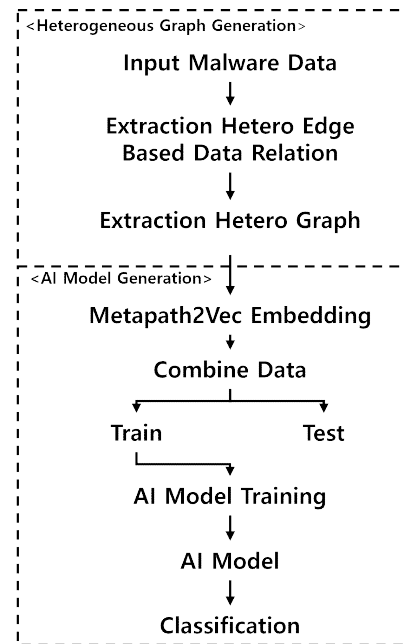 <Heterogeneous Graph Generation>
Input Malware Data
Extraction Hetero Edge
Based Data Relation
Extraction Hetero Graph
<AI Model Generation>
Metapath2Vec Embedding
Combine Data
Train
Test
AI Model Training
AI Model
Classification